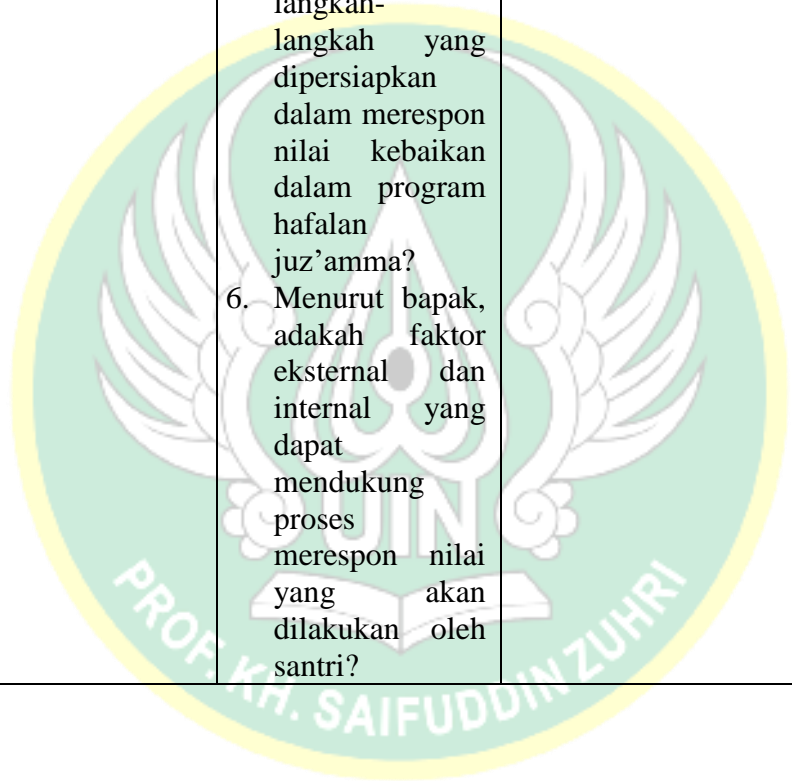 langkah-
langkah yang
dipersiapkan
dalam merespon
nilai kebaikan
dalam program
hafalan
juz’amma?
6. Menurut bapak,
adakah faktor
eksternal dan
internal yang
dapat
mendukung
proses
merespon nilai
yang akan
dilakukan oleh
santri?
UIN
PROF. KH. SAIFUDDIN ZUHRI